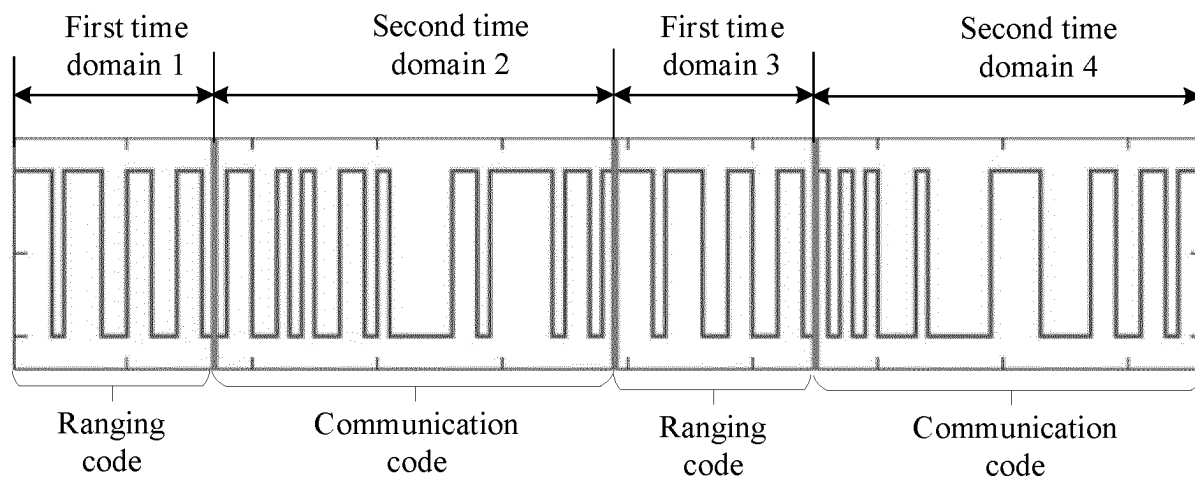 First time
domain 1
Second time
domain 2
First time
domain 3
Second time
domain 4
Ranging
code
Communication
code
Ranging
code
Communication
code